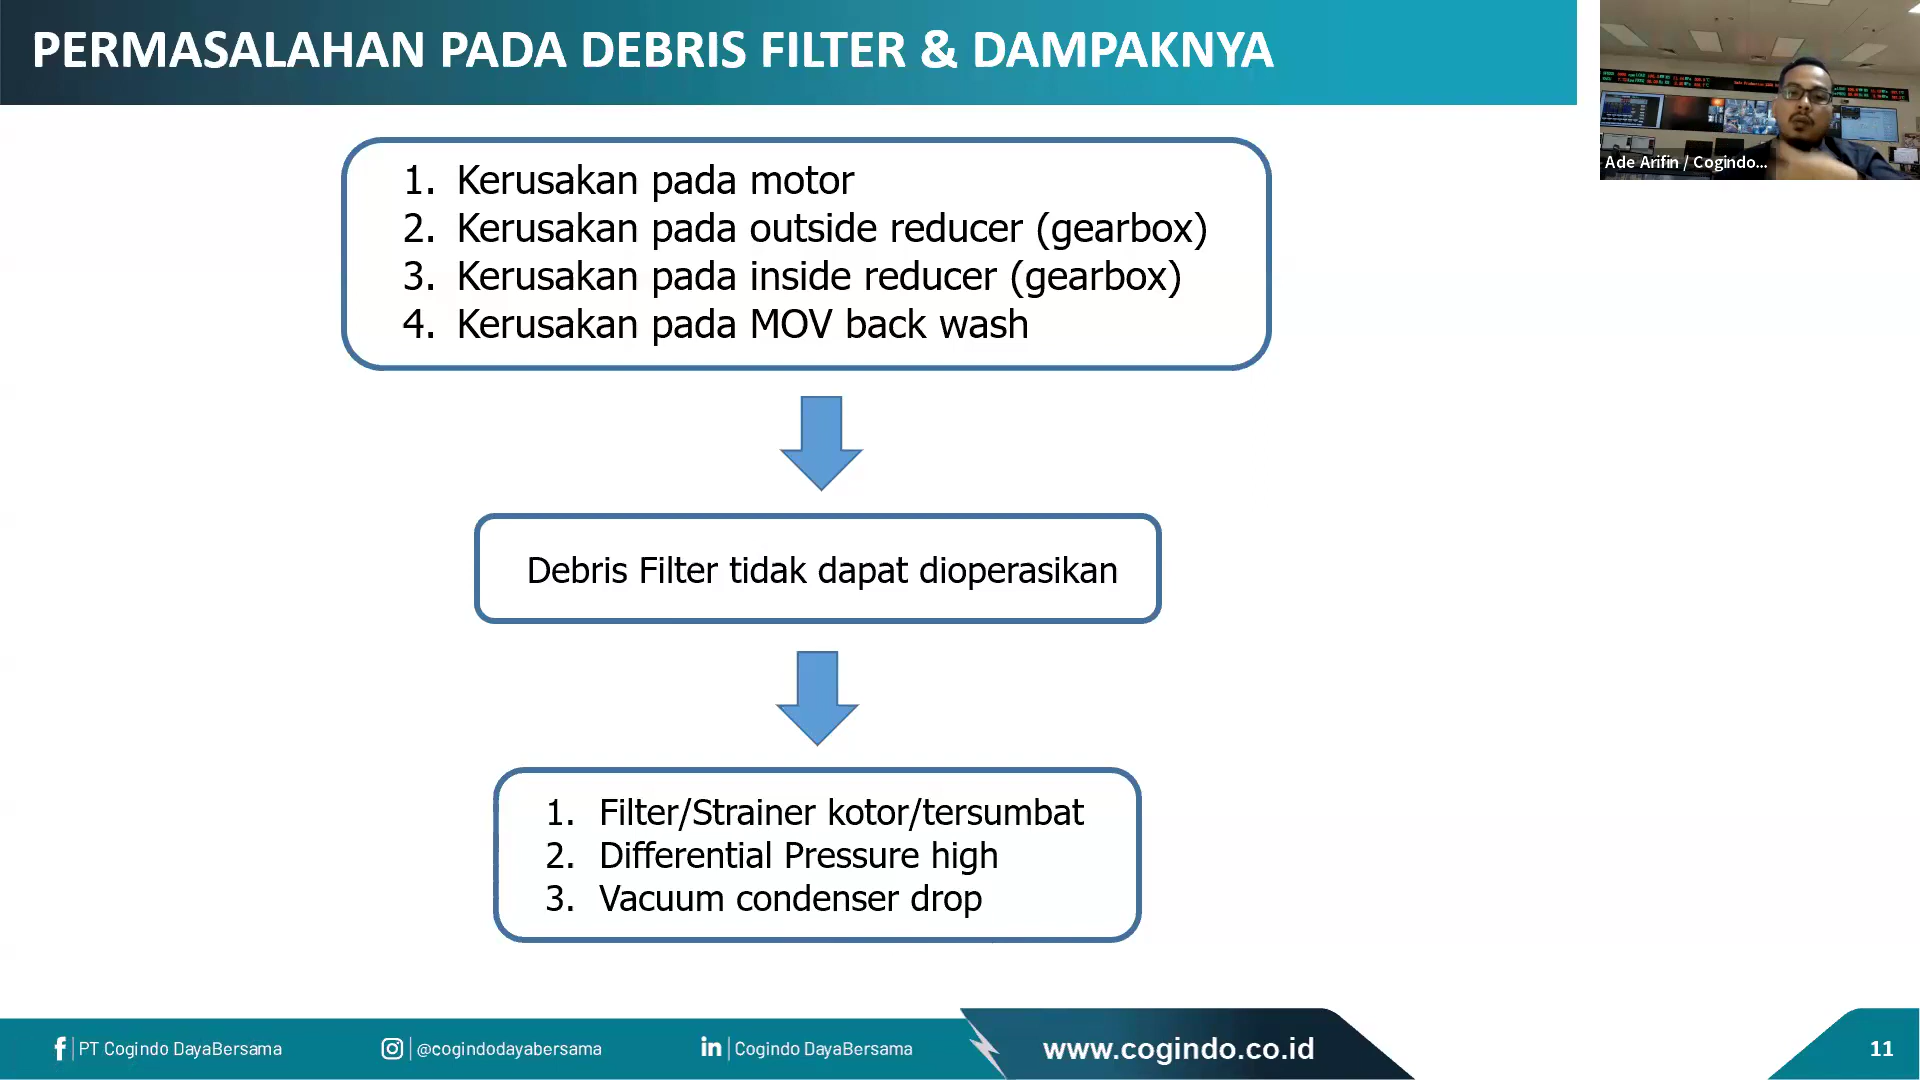 PERMASALAHAN PADA DEBRIS FILTER & DAMPAKNYA
Ade Arifin / Cogindo...
1. Kerusakan pada motor
2. Kerusakan pada outside reducer (gearbox)
3. Kerusakan pada inside reducer (gearbox)
4. Kerusakan pada MOV back wash
Debris Filter tidak dapat dioperasikan
1. Filter/Strainer kotor/tersumbat
2. Differential Pressure high
3. Vacuum condenser drop
PT Cogindo DayaBersama
@cogindodayabersama
Cogindo DayaBersama
www.cogindo.co.id
11